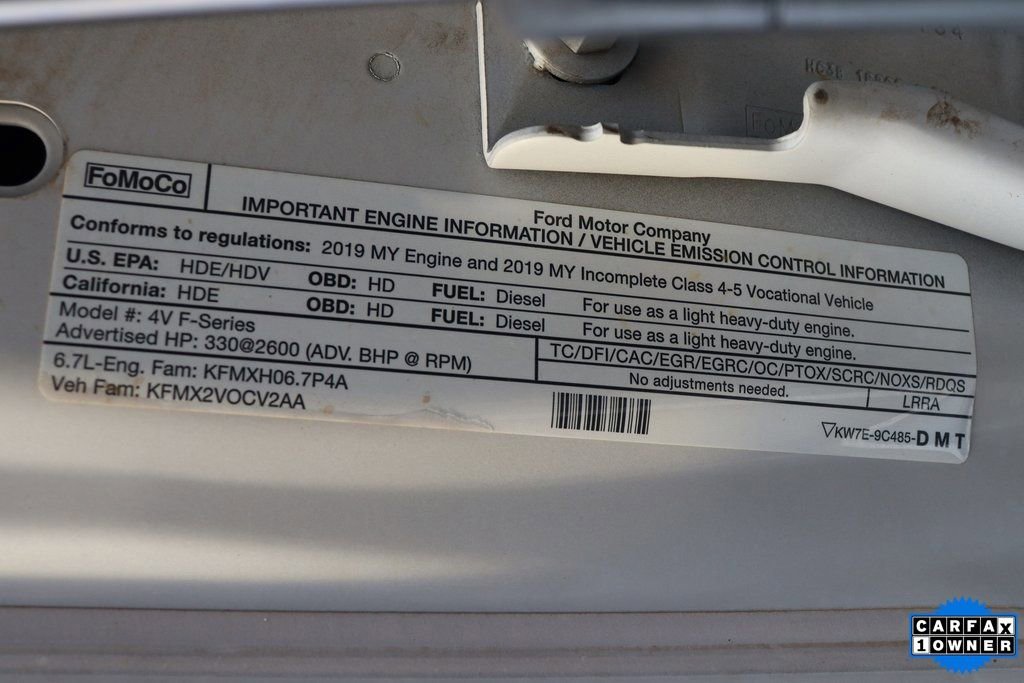 FoMoCo
Ford Motor Company
IMPORTANT ENGINE INFORMATION / VEHICLE EMISSION CONTROL INFORMATION
Conforms to regulations: 2019 MY Engine and 2019 MY Incomplete Class 4-5 Vocational Vehicle
U.S. EPA: HDE/HDV OBD: HD FUEL: Diesel For use as a light heavy-duty engine.
California: HDE OBD: HD FUEL: Diesel For use as a light heavy-duty engine.
Model #: 4V F-Series
Advertised HP: 330@2600 (ADV. BHP @ RPM)
TC/DFI/CAC/EGR/EGRC/OC/PTOX/SCRC/NOXS/RDQS
No adjustments needed. LRRA
6.7L-Eng. Fam: KFMXH06.7P4A
Veh Fam: KFMX2VOCV2AA
KW7E-9C485-DMT
CARFAX
1 OWNER